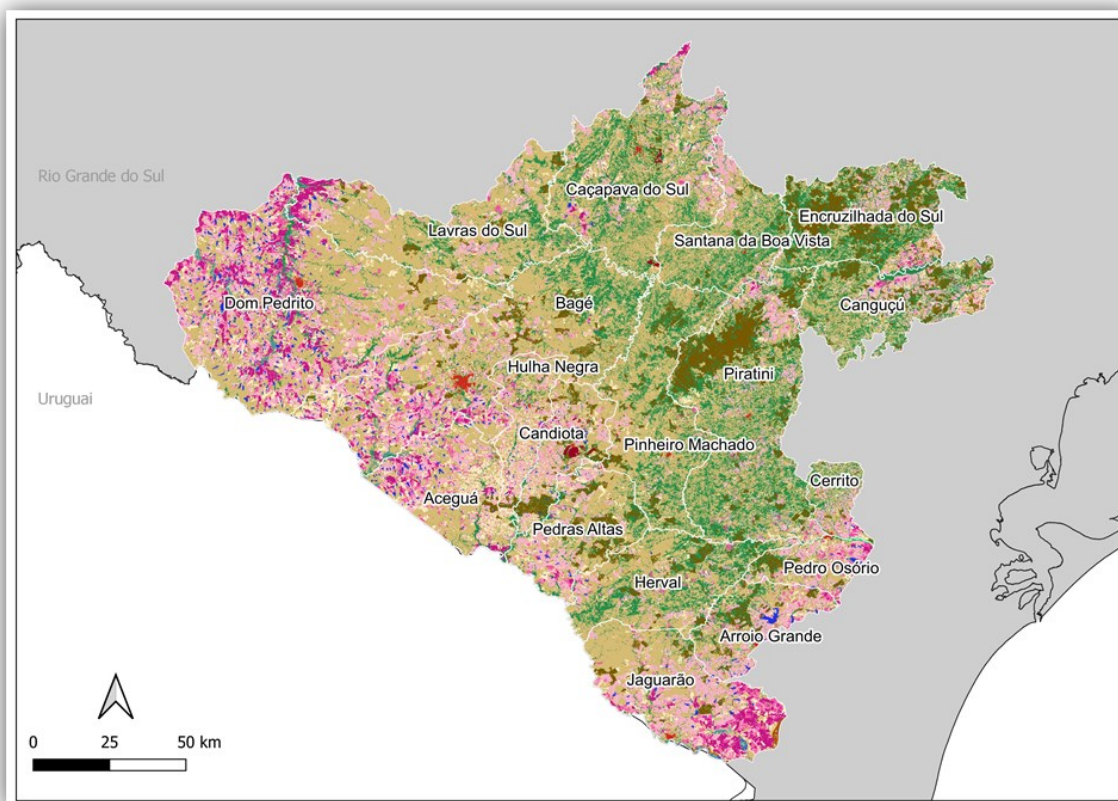 Rio Grande do Sul
Caçapava do Sul
Encruzilhada do Sul
Lavras do Sul
Santana da Boa Vista
Dom Pedrito
Bagé
Canguçú
Hulha Negra
Piratini
Uruguai
Candiota
Pinheiro Machado
Cerrito
Aceguá
Pedras Altas
Pedro Osório
Herval
Arroio Grande
Jaguarão
0 25 50 km